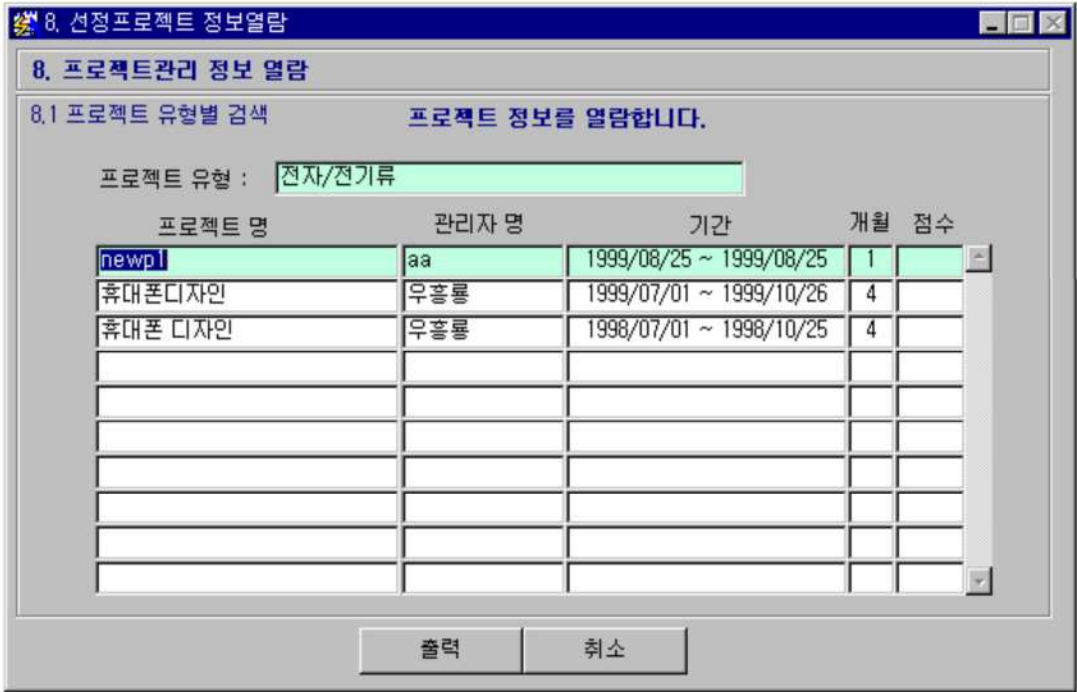 8. 선정프로젝트 정보열람
8. 프로젝트관리 정보 열람
8.1 프로젝트 유형별 검색 프로젝트 정보를 열람합니다.
프로젝트 유형 : 전자/전기류
프로젝트 명 관리자 명 기간 개월 점수
newp1 aa 1999/08/25 ~ 1999/08/25 1
휴대폰디자인 우흥룡 1999/07/01 ~ 1999/10/26 4
휴대폰 디자인 우흥룡 1998/07/01 ~ 1998/10/25 4
출력 취소